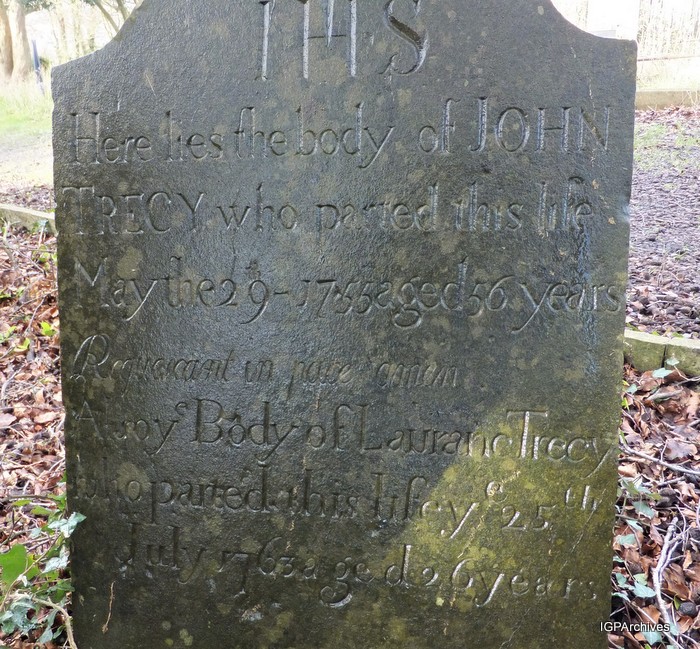 IHS
Here lies the body of JOHN
TRECY who parted this life
May the 29th - 1755 aged 56 years
Requiescant in pace amen
Also ye Body of Lauranc Trecy
who parted this life ye 25th
July 1763 aged 26 years
IGPArchives